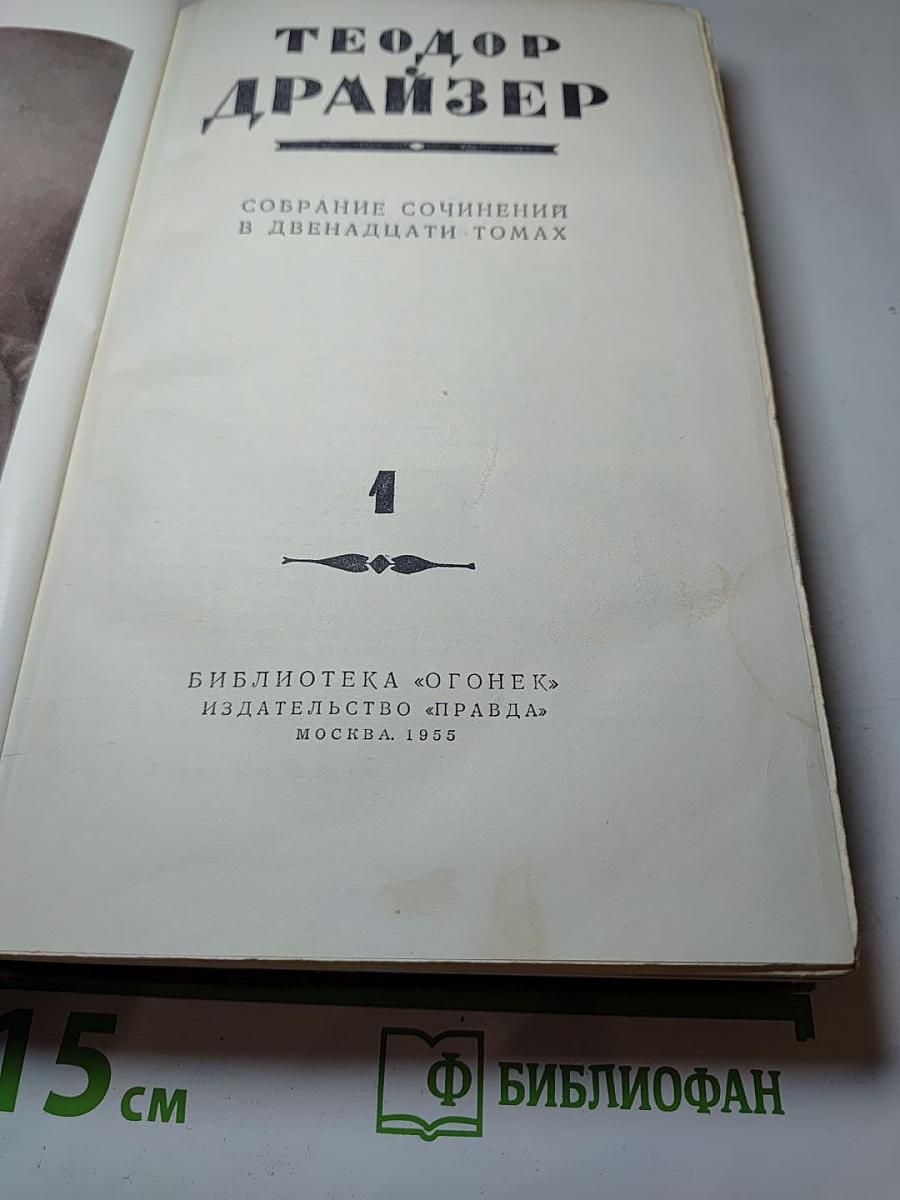 ТЕОДОР
ДРАЙЗЕР
СОБРАНИЕ СОЧИНЕНИЙ
В ДВЕНАДЦАТИ ТОМАХ
1
БИБЛИОТЕКА «ОГОНЕК»
ИЗДАТЕЛЬСТВО «ПРАВДА»
МОСКВА. 1955
15 см
Ф БИБЛИОФАН